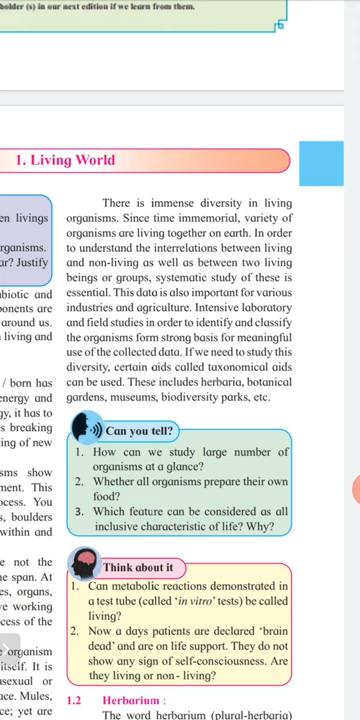 holder (s) in our next edition if we learn from them.
1. Living World
en livings
rganisms.
ar? Justify
biotic and
ponents are
around us.
living and
/ born has
energy and
gy, it has to
s breaking
ing of new
sms show
ment. This
ocess. You
s, boulders
within and
e not the
e span. At
es, organs,
ve working
cess of the
organism
itself. It is
sexual or
ace. Mules,
ce; yet are
There is immense diversity in living
organisms. Since time immemorial, variety of
organisms are living together on earth. In order
to understand the interrelations between living
and non-living as well as between two living
beings or groups, systematic study of these is
essential. This data is also important for various
industries and agriculture. Intensive laboratory
and field studies in order to identify and classify
the organisms form strong basis for meaningful
use of the collected data. If we need to study this
diversity, certain aids called taxonomical aids
can be used. These includes herbaria, botanical
gardens, museums, biodiversity parks, etc.
Can you tell?
1. How can we study large number of
organisms at a glance?
2. Whether all organisms prepare their own
food?
3. Which feature can be considered as all
inclusive characteristic of life? Why?
Think about it
1. Can metabolic reactions demonstrated in
a test tube (called 'in vitro' tests) be called
living?
2. Now a days patients are declared 'brain
dead' and are on life support. They do not
show any sign of self-consciousness. Are
they living or non - living?
1.2 Herbarium :
The word herbarium (plural-herbaria)